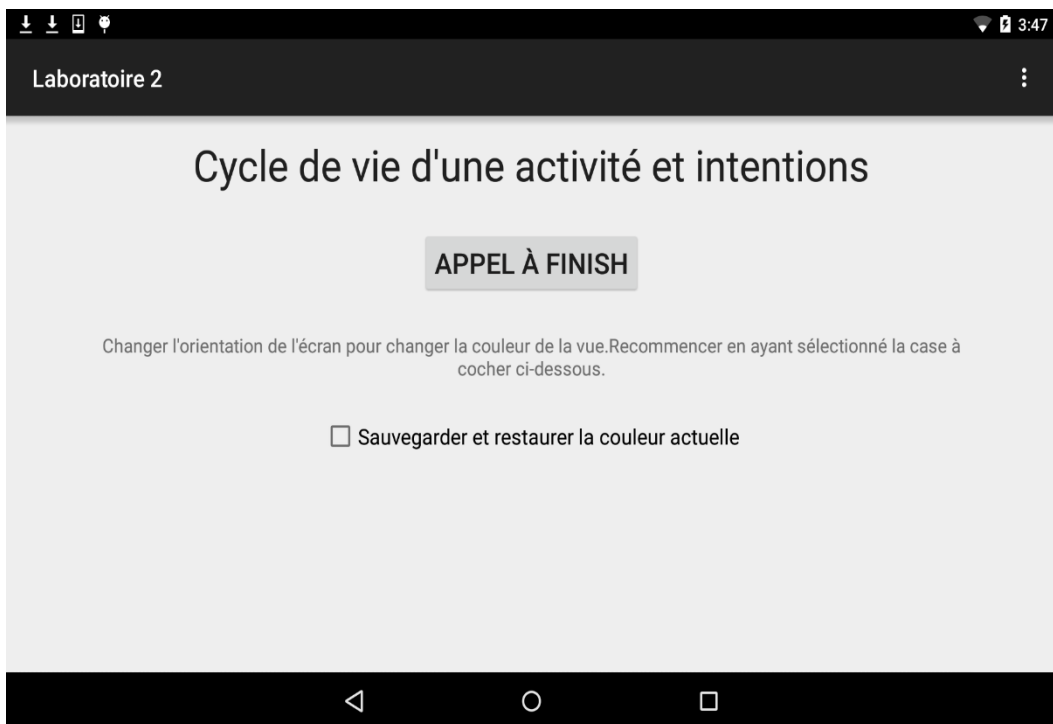 3:47
Laboratoire 2
Cycle de vie d'une activité et intentions
APPEL À FINISH
Changer l'orientation de l'écran pour changer la couleur de la vue.Recommencer en ayant sélectionné la case à
cocher ci-dessous.
Sauvegarder et restaurer la couleur actuelle